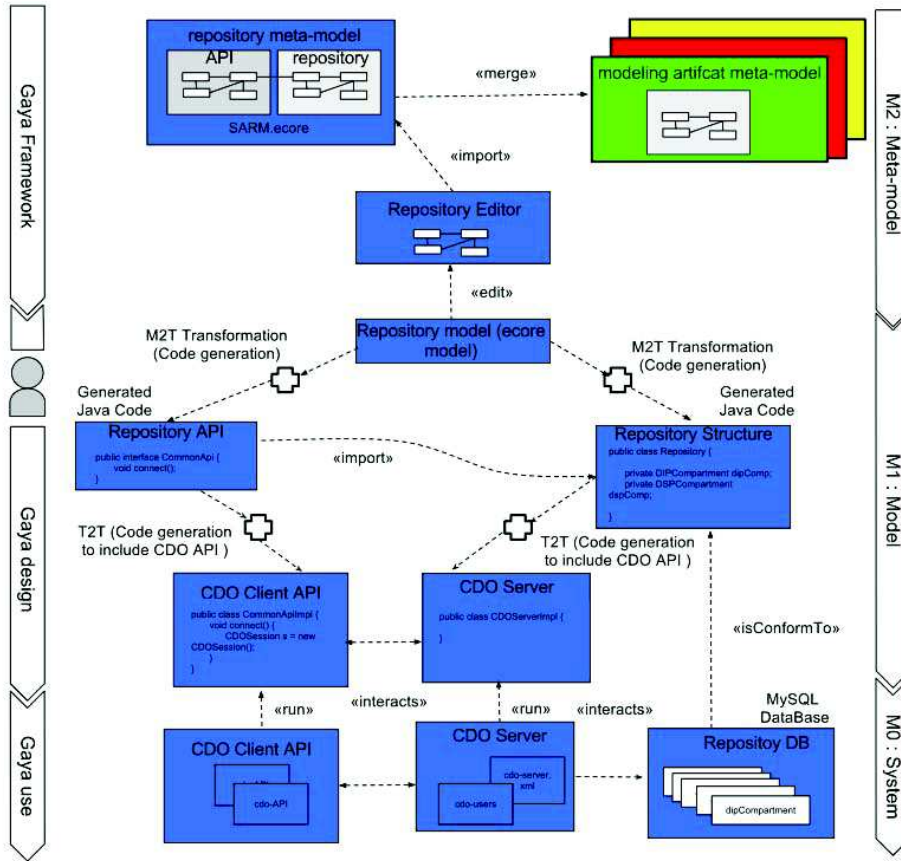 repository meta-model
API
repository
SARM.ecore
«merge»
modeling artifcat meta-model
«import»
Repository Editor
«edit»
Repository model (ecore
model)
M2T Transformation
(Code generation)
M2T Transformation
(Code generation)
Generated
Java Code
Generated
Java Code
Repository API
public interface CommonApi {
void connect();
}
«import»
Repository Structure
public class Repository {
private DIPCompartment dipComp;
private DSPCompartment
dspComp;
}
T2T (Code generation
to include CDO API )
T2T (Code generation
to include CDO API )
CDO Client API
public class CommonApiImpl {
void connect() {
CDOSession s = new
CDOSession();
}
}
CDO Server
public class CDOServerImpl {
}
«isConformTo»
«run»
«interacts»
«run»
«interacts»
MySQL
DataBase
CDO Client API
cdo-API
CDO Server
cdo-server.
xml
cdo-users
Repositoy DB
dipCompartment
Gaya Framework
Gaya design
Gaya use
M2 : Meta-model
M1 : Model
M0 : System